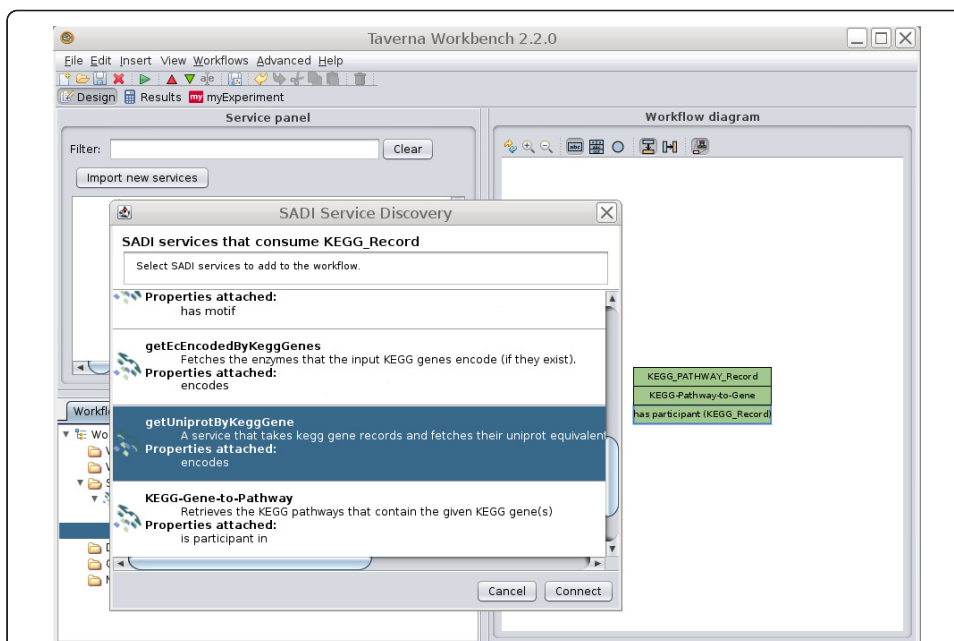 Taverna Workbench 2.2.0
File Edit Insert View Workflows Advanced Help
Design Results my myExperiment
Service panel
Filter: Clear
Import new services
Workflow diagram
SADI Service Discovery
SADI services that consume KEGG_Record
Select SADI services to add to the workflow.
Properties attached:
has motif
getEcEncodedByKeggGenes
Fetches the enzymes that the input KEGG genes encode (if they exist).
Properties attached:
encodes
getUniprotByKeggGene
A service that takes kegg gene records and fetches their uniprot equivalen
Properties attached:
encodes
KEGG-Gene-to-Pathway
Retrieves the KEGG pathways that contain the given KEGG gene(s)
Properties attached:
is participant in
Cancel Connect
Workfl
Wo
KEGG_PATHWAY_Record
KEGG-Pathway-to-Gene
has participant (KEGG_Record)